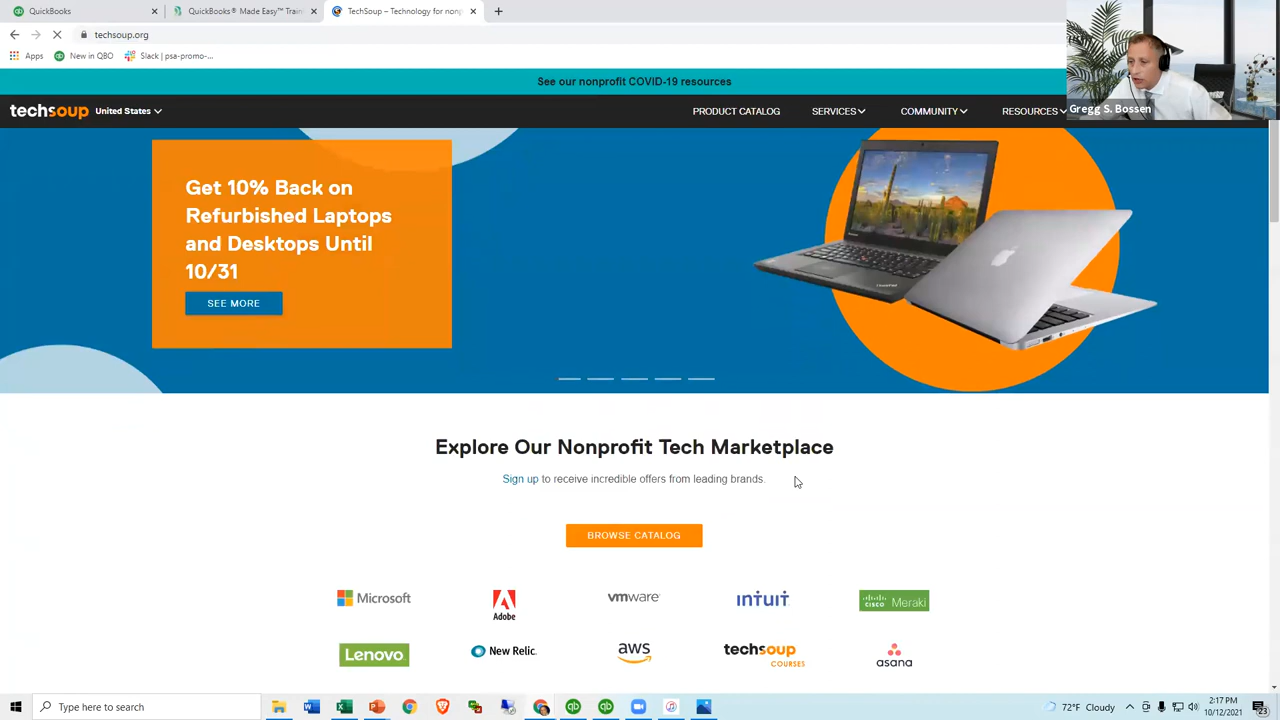 QuickBooks
QuickBooks® Made Easy™ Train
TechSoup – Technology for nonp
techsoup.org
Apps
New in QBO
Slack | psa-promo-...
See our nonprofit COVID-19 resources
techsoup
United States
PRODUCT CATALOG
SERVICES
COMMUNITY
RESOURCES
Gregg S. Bossen
Get 10% Back on
Refurbished Laptops
and Desktops Until
10/31
SEE MORE
Explore Our Nonprofit Tech Marketplace
Sign up to receive incredible offers from leading brands.
BROWSE CATALOG
Microsoft
Adobe
vmware
intuit
cisco Meraki
Lenovo
New Relic.
aws
techsoup
COURSES
asana
Type here to search
72°F Cloudy
2:17 PM
10/12/2021
23